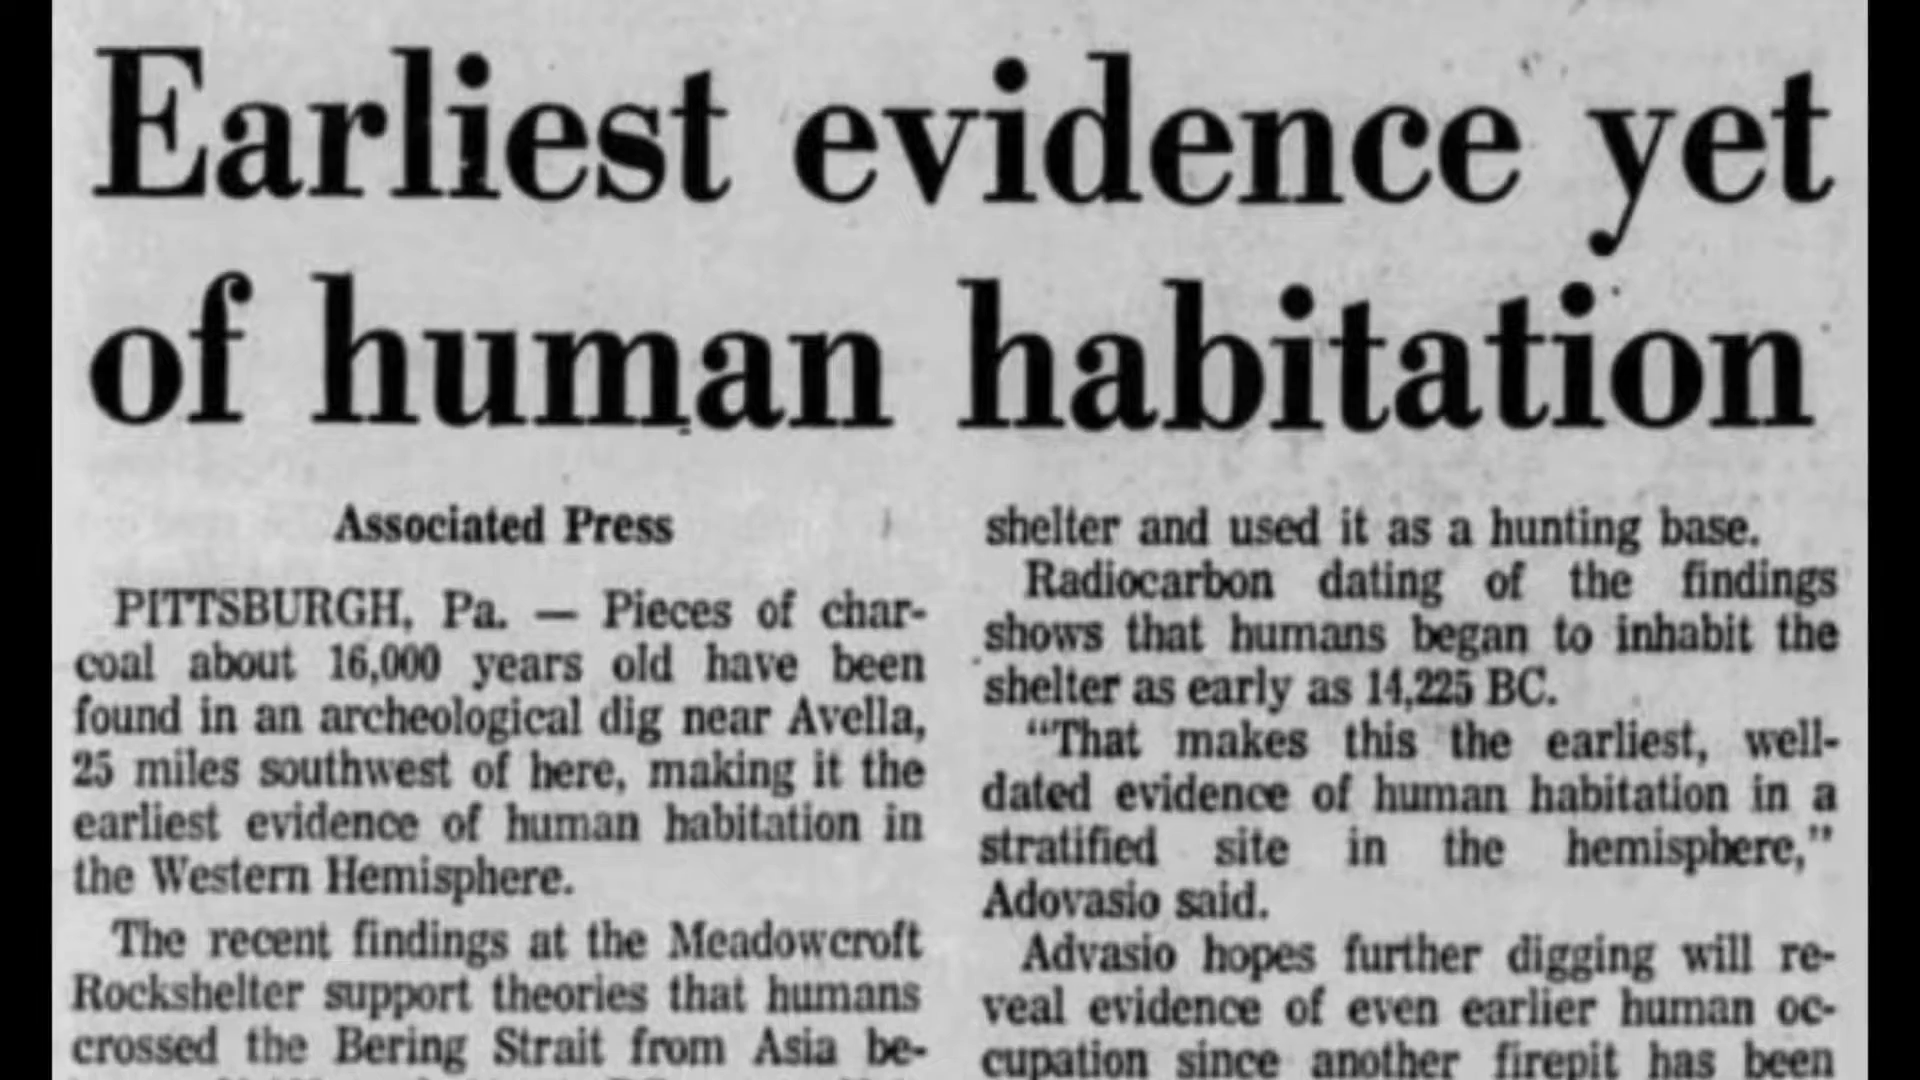 Earliest evidence yet
of human habitation
Associated Press
PITTSBURGH, Pa. — Pieces of char-
coal about 16,000 years old have been
found in an archeological dig near Avella,
25 miles southwest of here, making it the
earliest evidence of human habitation in
the Western Hemisphere.
The recent findings at the Meadowcroft
Rockshelter support theories that humans
crossed the Bering Strait from Asia be-
shelter and used it as a hunting base.
Radiocarbon dating of the findings
shows that humans began to inhabit the
shelter as early as 14,225 BC.
“That makes this the earliest, well-
dated evidence of human habitation in a
stratified site in the hemisphere,”
Adovasio said.
Advasio hopes further digging will re-
veal evidence of even earlier human oc-
cupation since another firepit has been